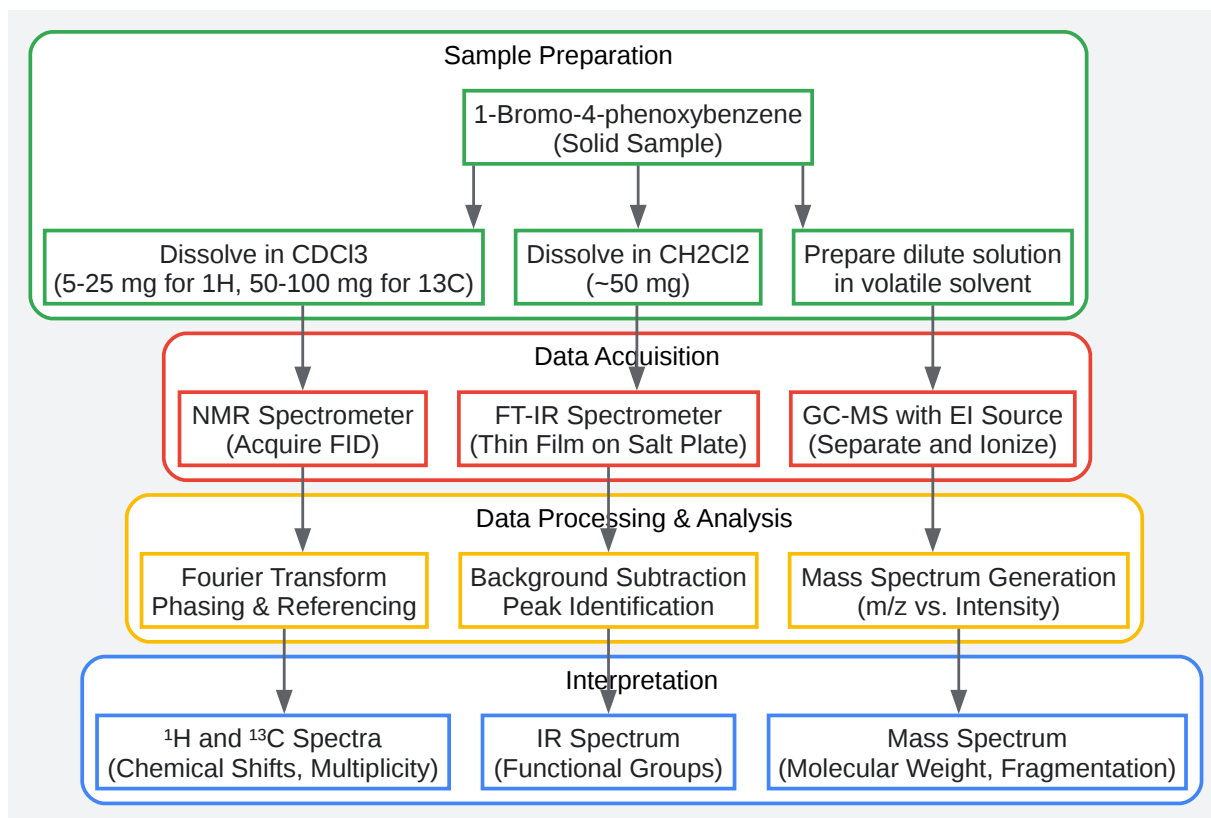 Sample Preparation
1-Bromo-4-phenoxybenzene
(Solid Sample)
Dissolve in CDCl3
(5-25 mg for 1H, 50-100 mg for 13C)
Dissolve in CH2Cl2
(~50 mg)
Prepare dilute solution
in volatile solvent
Data Acquisition
NMR Spectrometer
(Acquire FID)
FT-IR Spectrometer
(Thin Film on Salt Plate)
GC-MS with EI Source
(Separate and Ionize)
Data Processing & Analysis
Fourier Transform
Phasing & Referencing
Background Subtraction
Peak Identification
Mass Spectrum Generation
(m/z vs. Intensity)
Interpretation
¹H and ¹³C Spectra
(Chemical Shifts, Multiplicity)
IR Spectrum
(Functional Groups)
Mass Spectrum
(Molecular Weight, Fragmentation)